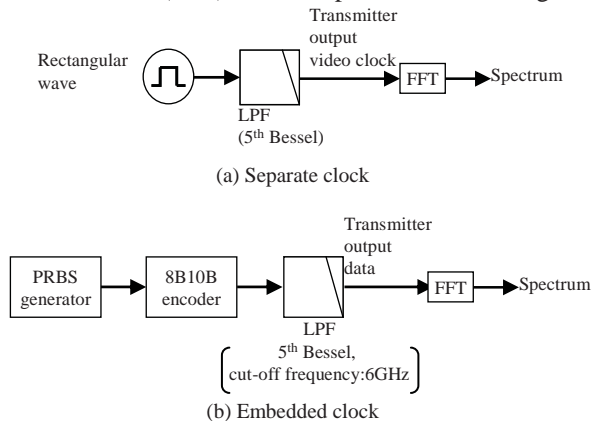 Transmitter
output
video clock
Rectangular
wave
FFT
Spectrum
LPF
(5th Bessel)
(a) Separate clock
Transmitter
output
data
PRBS
generator
8B10B
encoder
FFT
Spectrum
LPF
5th Bessel,
cut-off frequency:6GHz
(b) Embedded clock